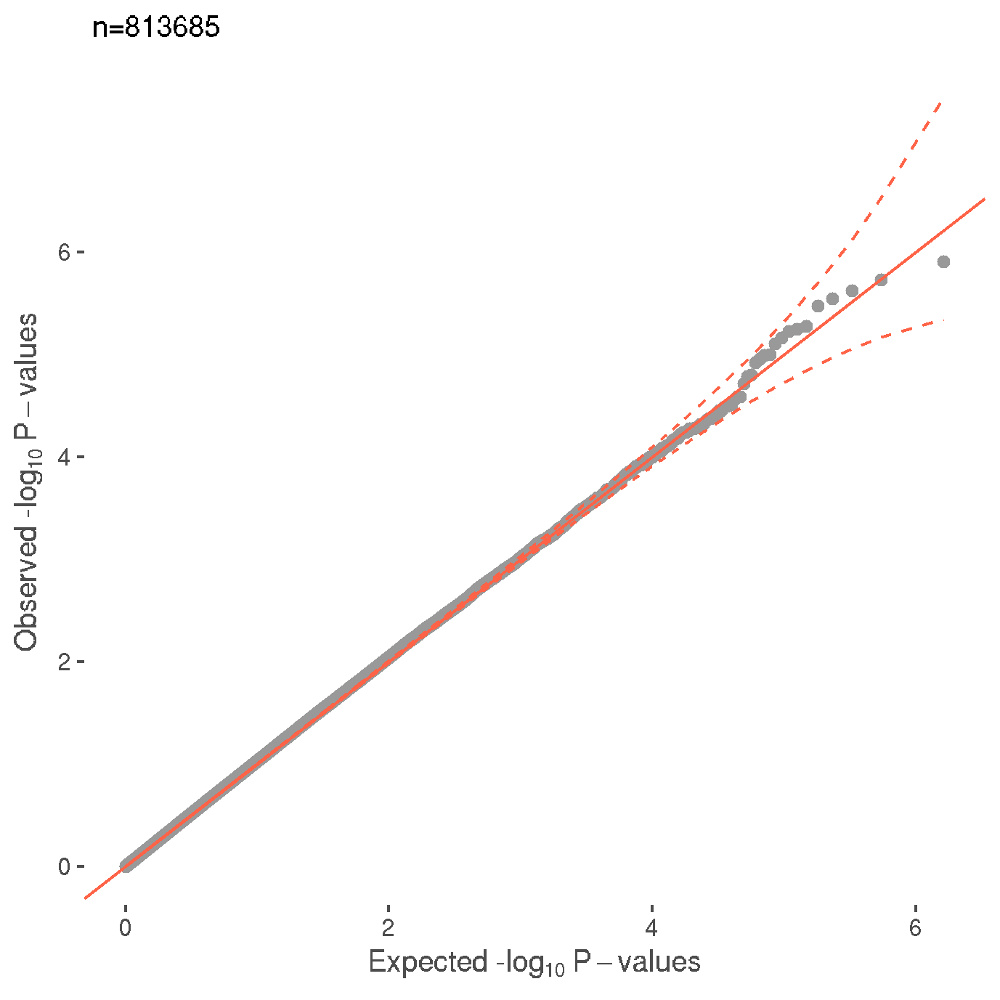 n=813685
6
4
2
0
Observed -log₁₀ P−values
0 2 4 6
Expected -log₁₀ P−values